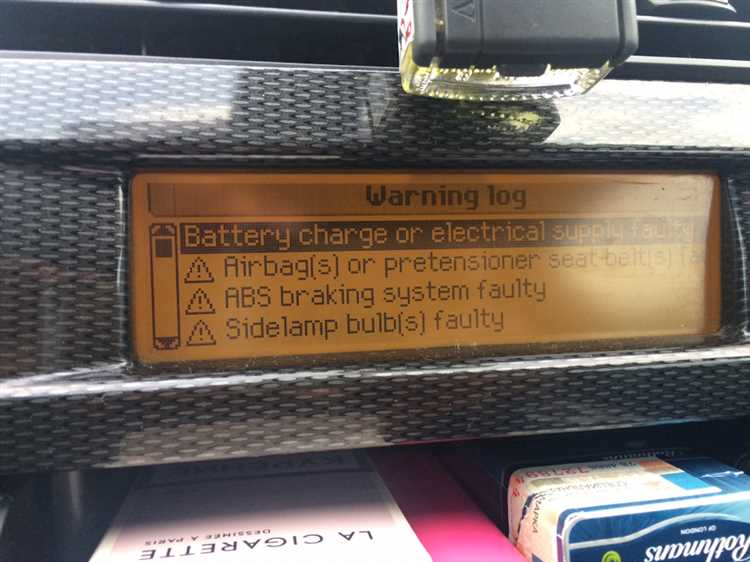 Warning log
Battery charge or electrical supply faulty
Airbag(s) or pretensioner seat belt(s) fa
ABS braking system faulty
Sidelamp bulb(s) faulty
LA CIGARETTE
DESSINÉE À PARIS
Rothmans
OF LONDON